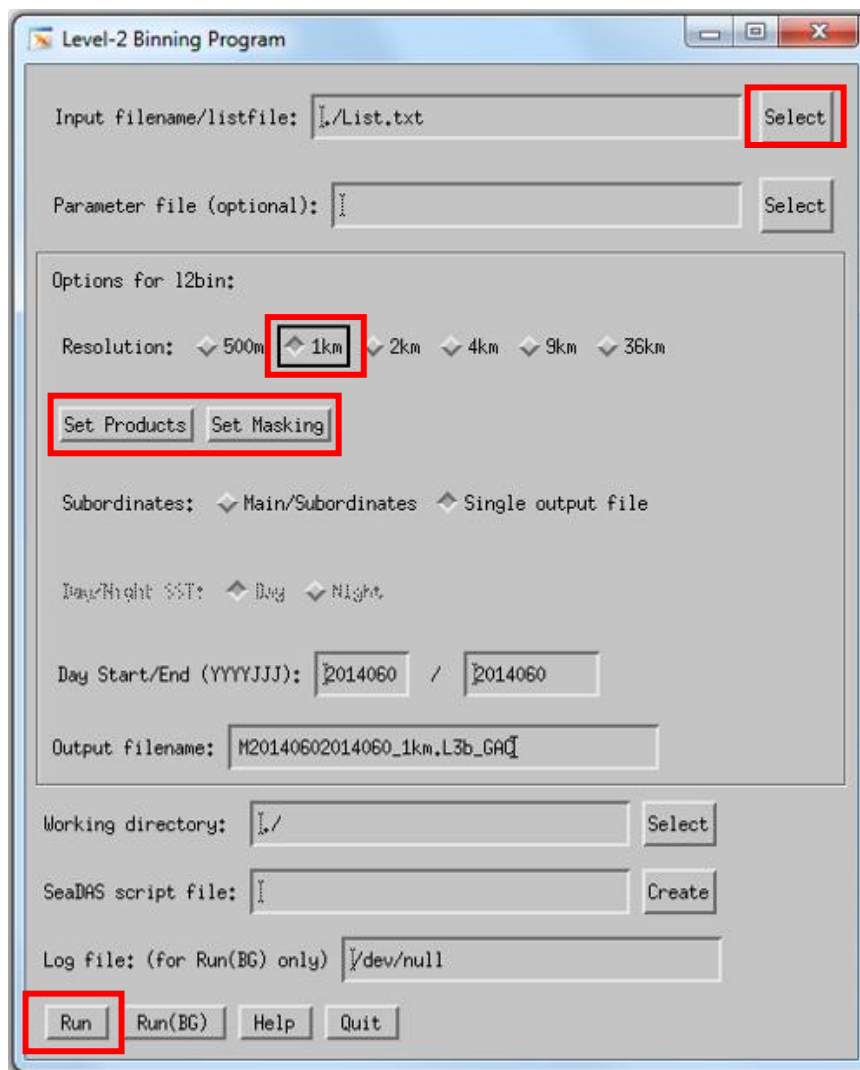 Level-2 Binning Program
Input filename/listfile: ./List.txt Select
Parameter file (optional): Select
Options for l2bin:
Resolution: 500m 1km 2km 4km 9km 36km
Set Products Set Masking
Subordinates: Main/Subordinates Single output file
Day/Night SST: Day Night
Day Start/End (YYYYJJJ): 2014060 / 2014060
Output filename: M20140602014060_1km.L3b_GAC
Working directory: ./ Select
SeaDAS script file: Create
Log file: (for Run(BG) only) /dev/null
Run Run(BG) Help Quit